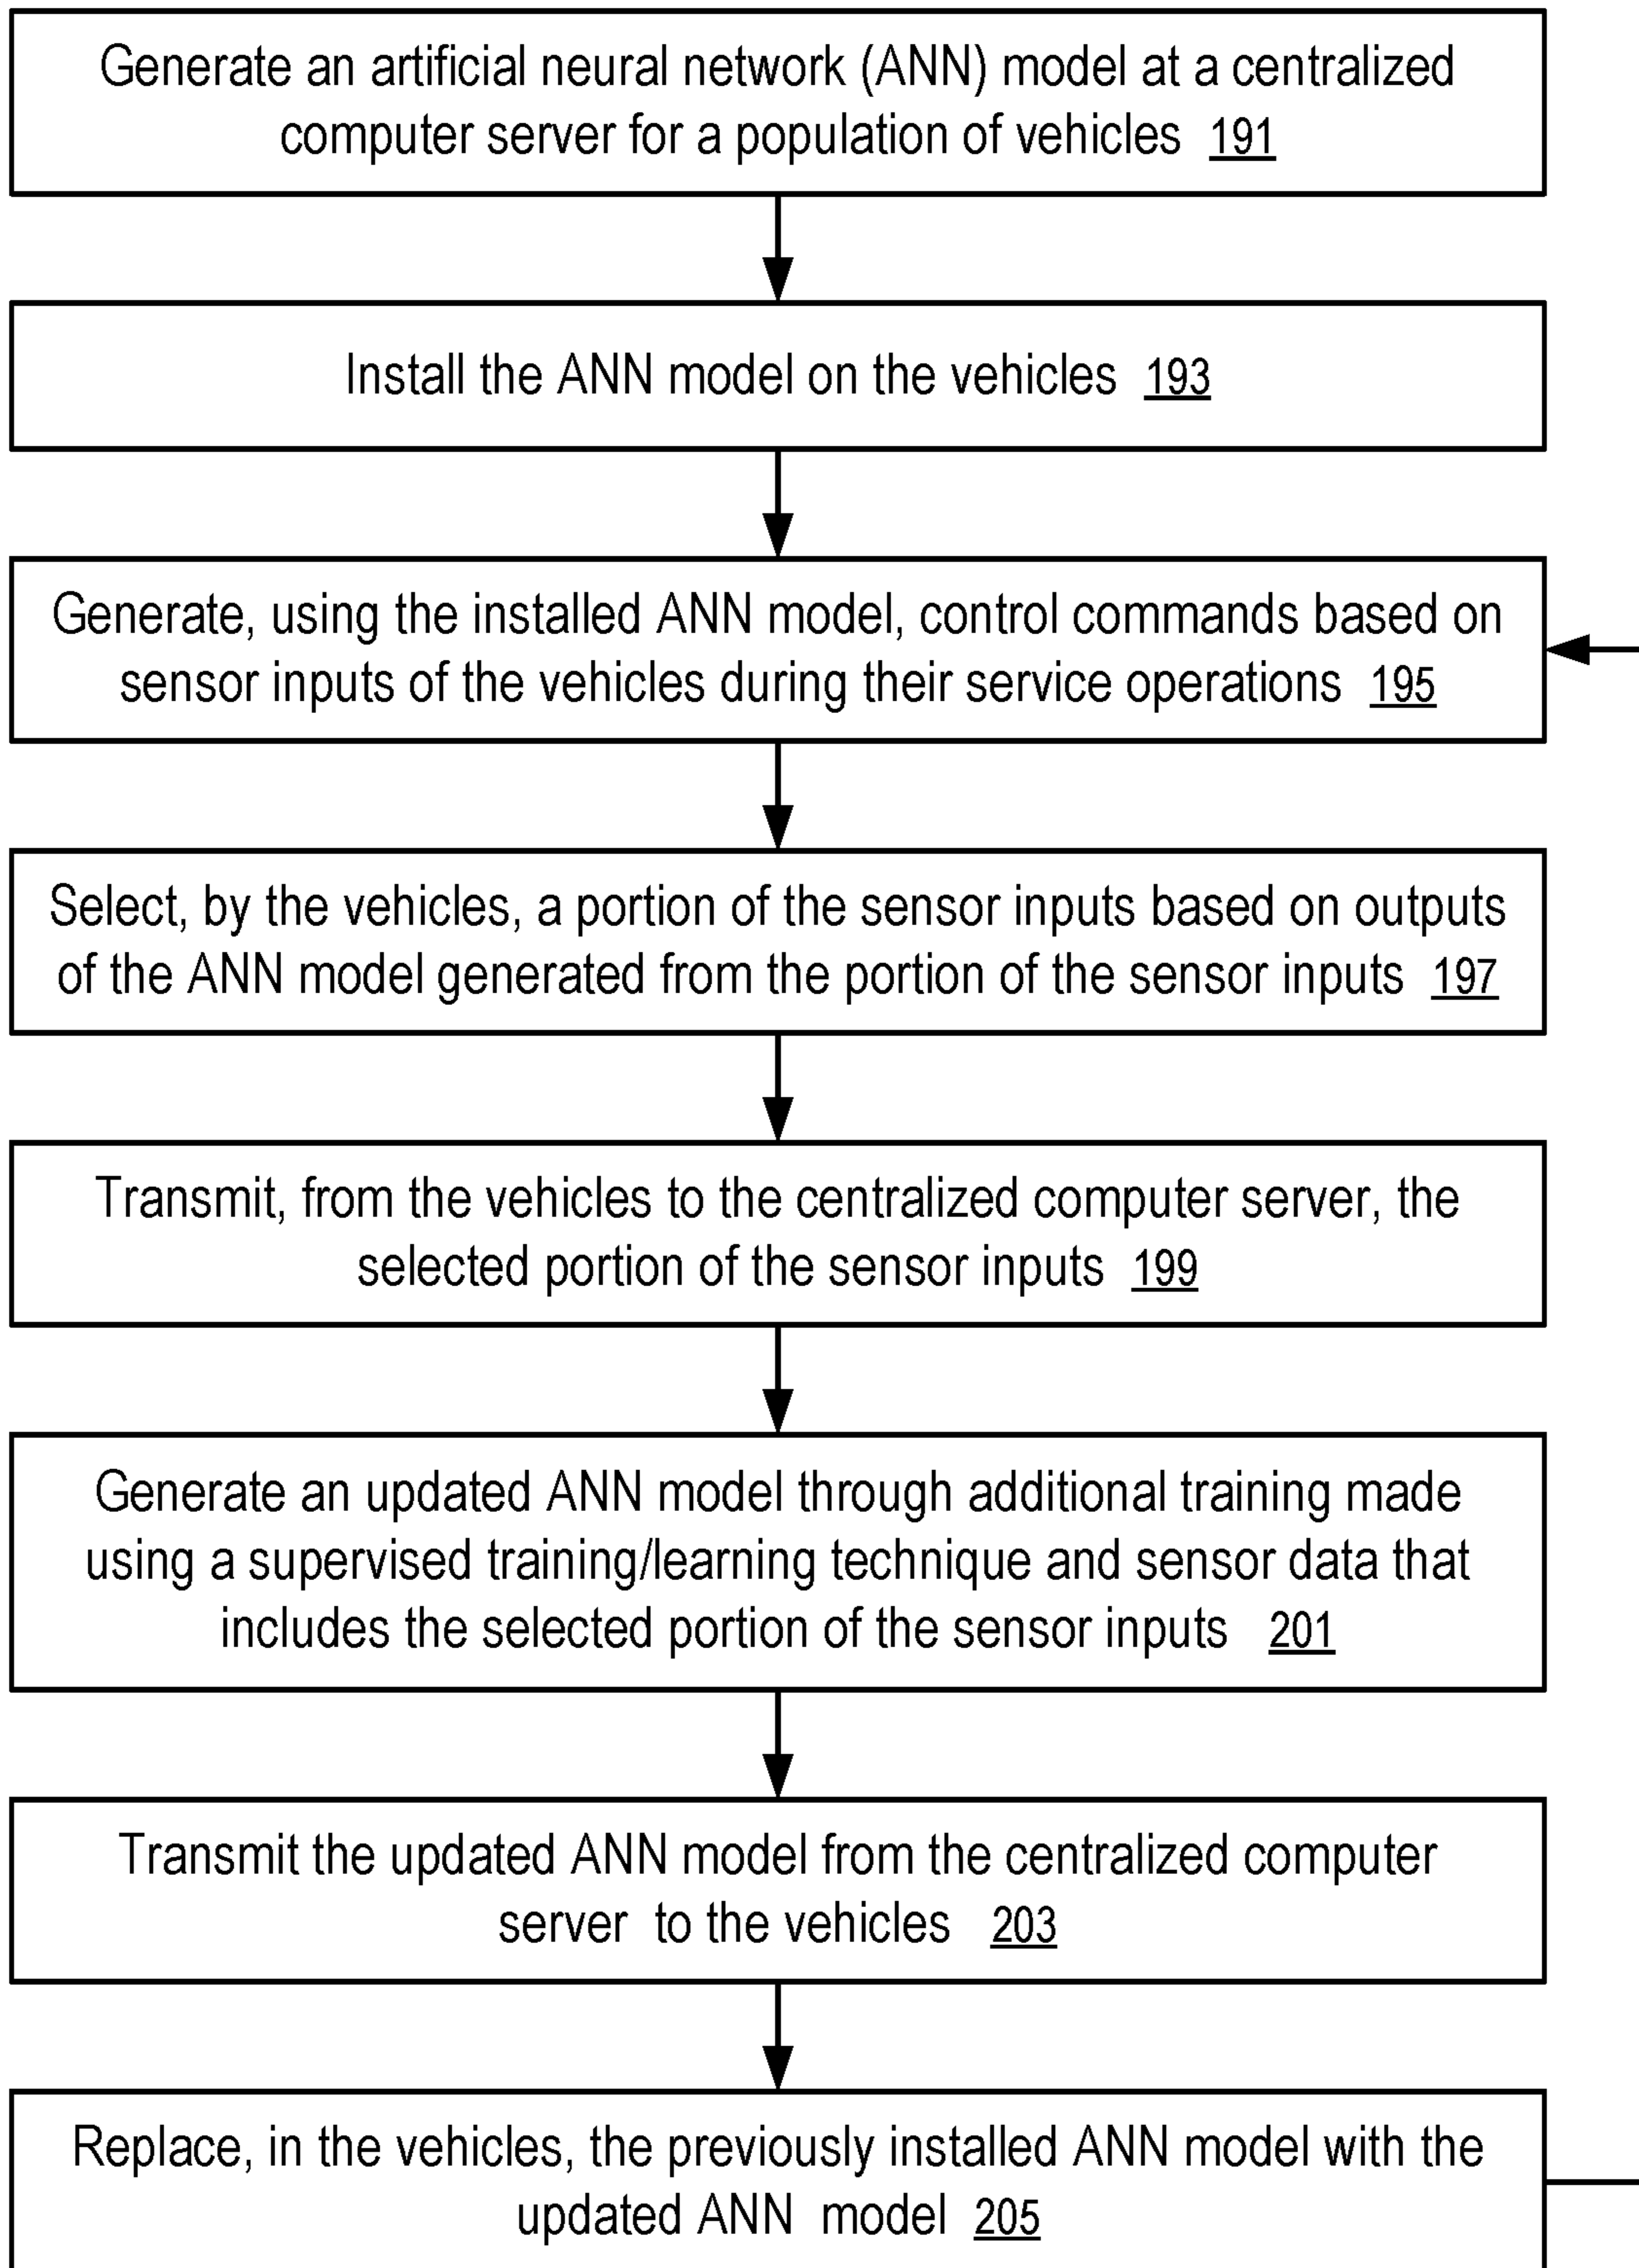 Generate an artificial neural network (ANN) model at a centralized
computer server for a population of vehicles 191
Install the ANN model on the vehicles 193
Generate, using the installed ANN model, control commands based on
sensor inputs of the vehicles during their service operations 195
Select, by the vehicles, a portion of the sensor inputs based on outputs
of the ANN model generated from the portion of the sensor inputs 197
Transmit, from the vehicles to the centralized computer server, the
selected portion of the sensor inputs 199
Generate an updated ANN model through additional training made
using a supervised training/learning technique and sensor data that
includes the selected portion of the sensor inputs 201
Transmit the updated ANN model from the centralized computer
server to the vehicles 203
Replace, in the vehicles, the previously installed ANN model with the
updated ANN model 205